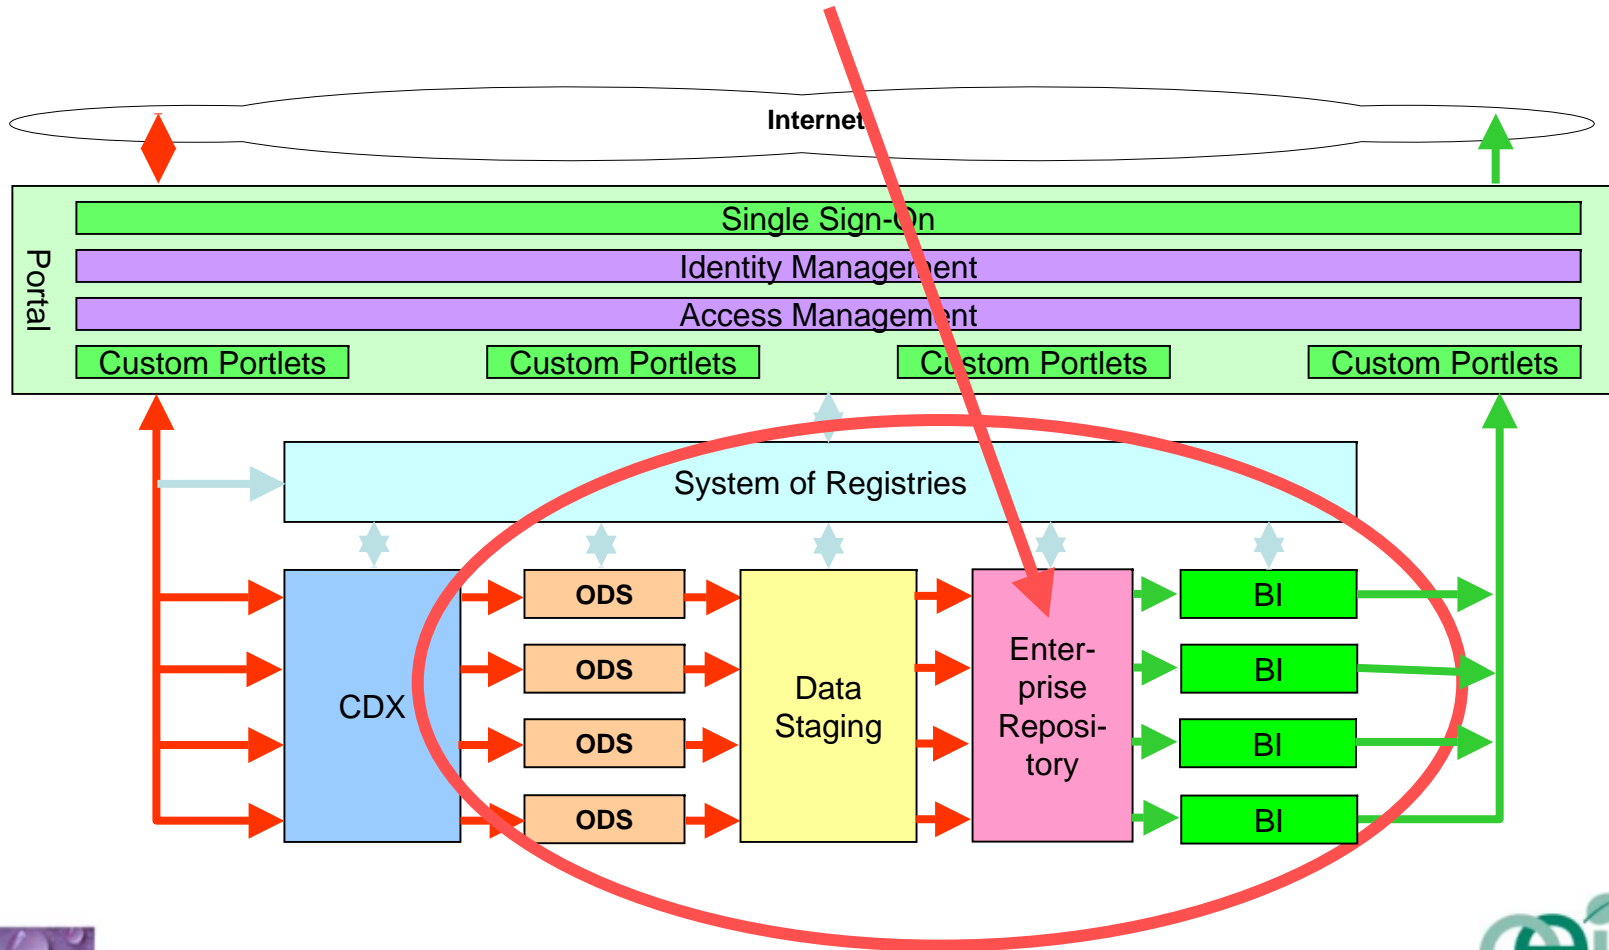 Internet
Single Sign-On
Identity Management
Access Management
Portal
Custom Portlets
Custom Portlets
Custom Portlets
Custom Portlets
System of Registries
CDX
ODS
ODS
ODS
ODS
Data
Staging
Enter-
prise
Reposi-
tory
BI
BI
BI
BI